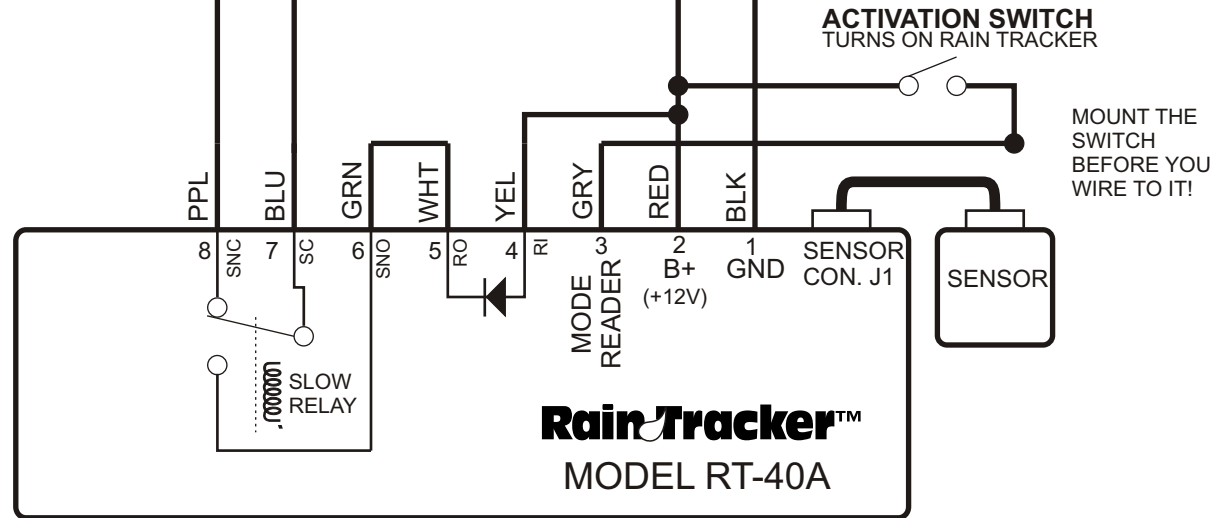 ACTIVATION SWITCH
TURNS ON RAIN TRACKER
MOUNT THE
SWITCH
BEFORE YOU
WIRE TO IT!
PPL
BLU
GRN
WHT
YEL
GRY
RED
BLK
8
SNC
7
SC
6
SNO
5
RO
4
RI
3
MODE
READER
2
B+
(+12V)
1
GND
SENSOR
CON. J1
SENSOR
SLOW
RELAY
RainTracker™
MODEL RT-40A